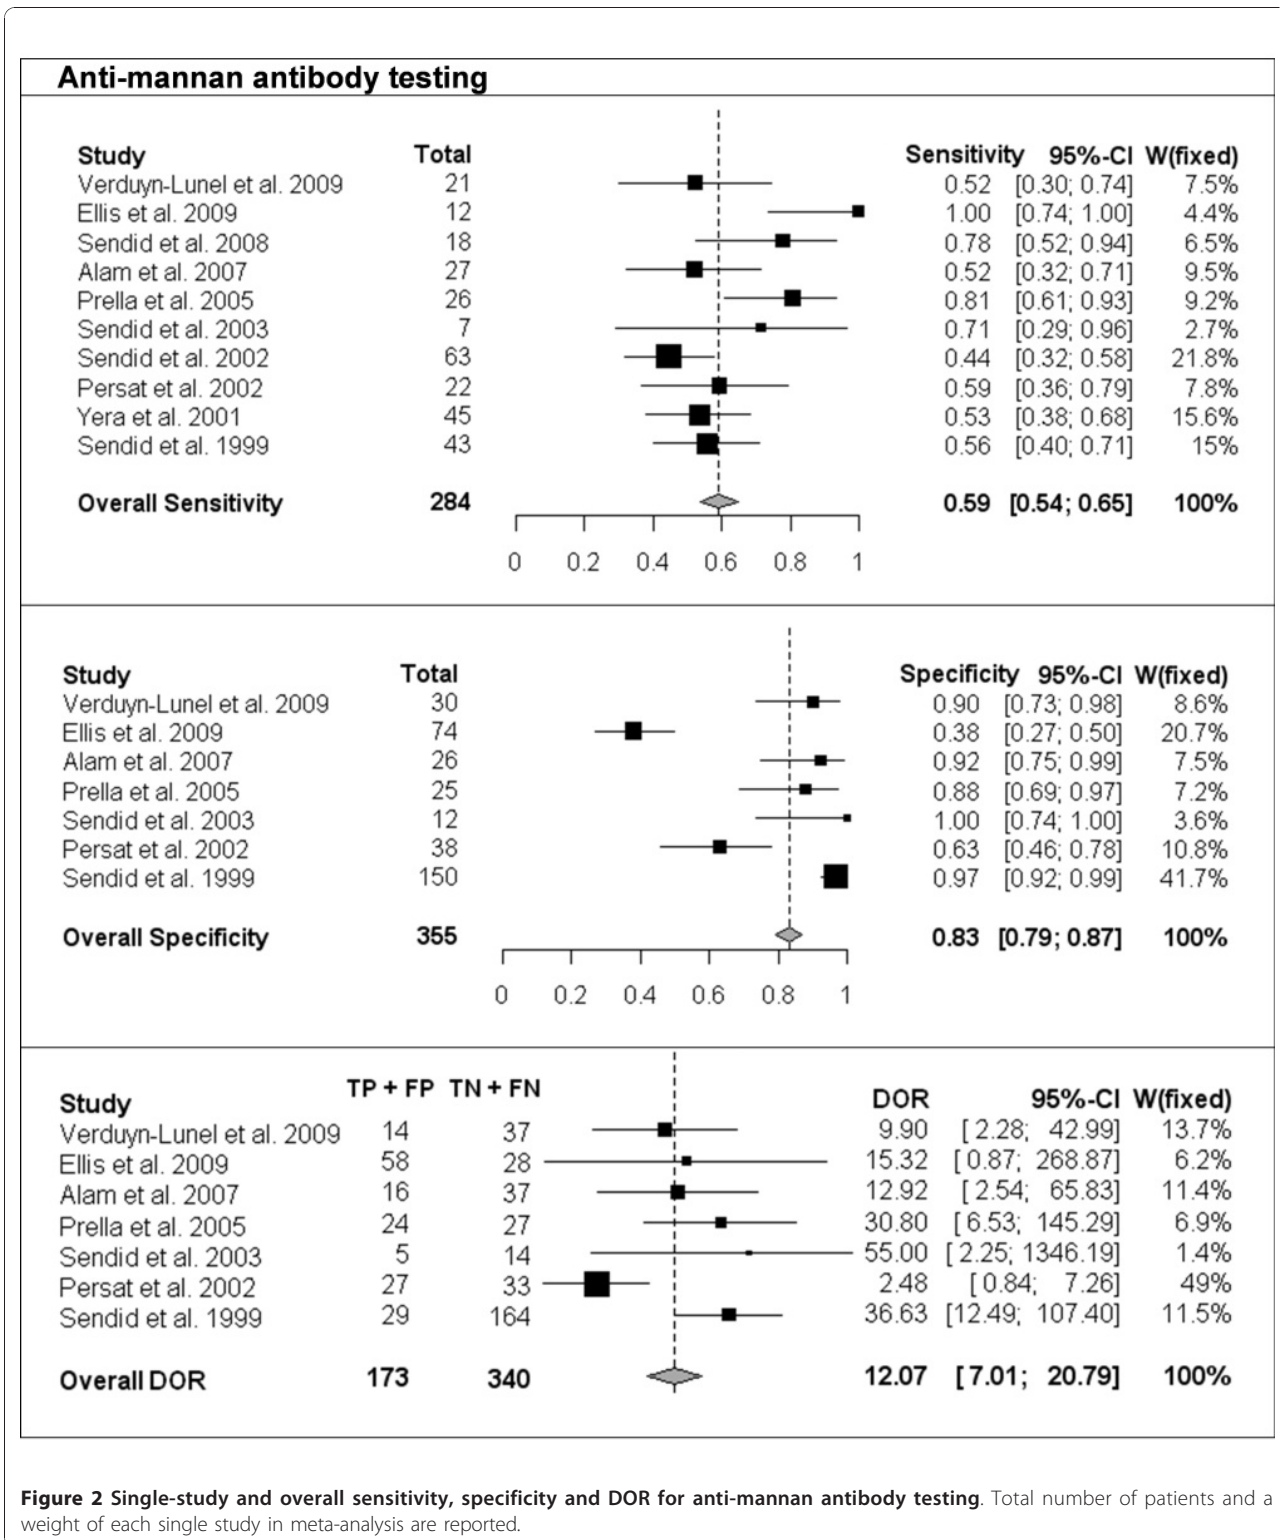 Anti-mannan antibody testing
Study Total Sensitivity 95%-CI W(fixed)
Verduyn-Lunel et al. 2009 21 0.52 [0.30; 0.74] 7.5%
Ellis et al. 2009 12 1.00 [0.74; 1.00] 4.4%
Sendid et al. 2008 18 0.78 [0.52; 0.94] 6.5%
Alam et al. 2007 27 0.52 [0.32; 0.71] 9.5%
Prella et al. 2005 26 0.81 [0.61; 0.93] 9.2%
Sendid et al. 2003 7 0.71 [0.29; 0.96] 2.7%
Sendid et al. 2002 63 0.44 [0.32; 0.58] 21.8%
Persat et al. 2002 22 0.59 [0.36; 0.79] 7.8%
Yera et al. 2001 45 0.53 [0.38; 0.68] 15.6%
Sendid et al. 1999 43 0.56 [0.40; 0.71] 15%
Overall Sensitivity 284 0.59 [0.54; 0.65] 100%
0 0.2 0.4 0.6 0.8 1
Study Total Specificity 95%-CI W(fixed)
Verduyn-Lunel et al. 2009 30 0.90 [0.73; 0.98] 8.6%
Ellis et al. 2009 74 0.38 [0.27; 0.50] 20.7%
Alam et al. 2007 26 0.92 [0.75; 0.99] 7.5%
Prella et al. 2005 25 0.88 [0.69; 0.97] 7.2%
Sendid et al. 2003 12 1.00 [0.74; 1.00] 3.6%
Persat et al. 2002 38 0.63 [0.46; 0.78] 10.8%
Sendid et al. 1999 150 0.97 [0.92; 0.99] 41.7%
Overall Specificity 355 0.83 [0.79; 0.87] 100%
0 0.2 0.4 0.6 0.8 1
Study TP + FP TN + FN DOR 95%-CI W(fixed)
Verduyn-Lunel et al. 2009 14 37 9.90 [ 2.28; 42.99] 13.7%
Ellis et al. 2009 58 28 15.32 [ 0.87; 268.87] 6.2%
Alam et al. 2007 16 37 12.92 [ 2.54; 65.83] 11.4%
Prella et al. 2005 24 27 30.80 [ 6.53; 145.29] 6.9%
Sendid et al. 2003 5 14 55.00 [ 2.25; 1346.19] 1.4%
Persat et al. 2002 27 33 2.48 [ 0.84; 7.26] 49%
Sendid et al. 1999 29 164 36.63 [12.49; 107.40] 11.5%
Overall DOR 173 340 12.07 [ 7.01; 20.79] 100%
Figure 2 Single-study and overall sensitivity, specificity and DOR for anti-mannan antibody testing. Total number of patients and a
weight of each single study in meta-analysis are reported.